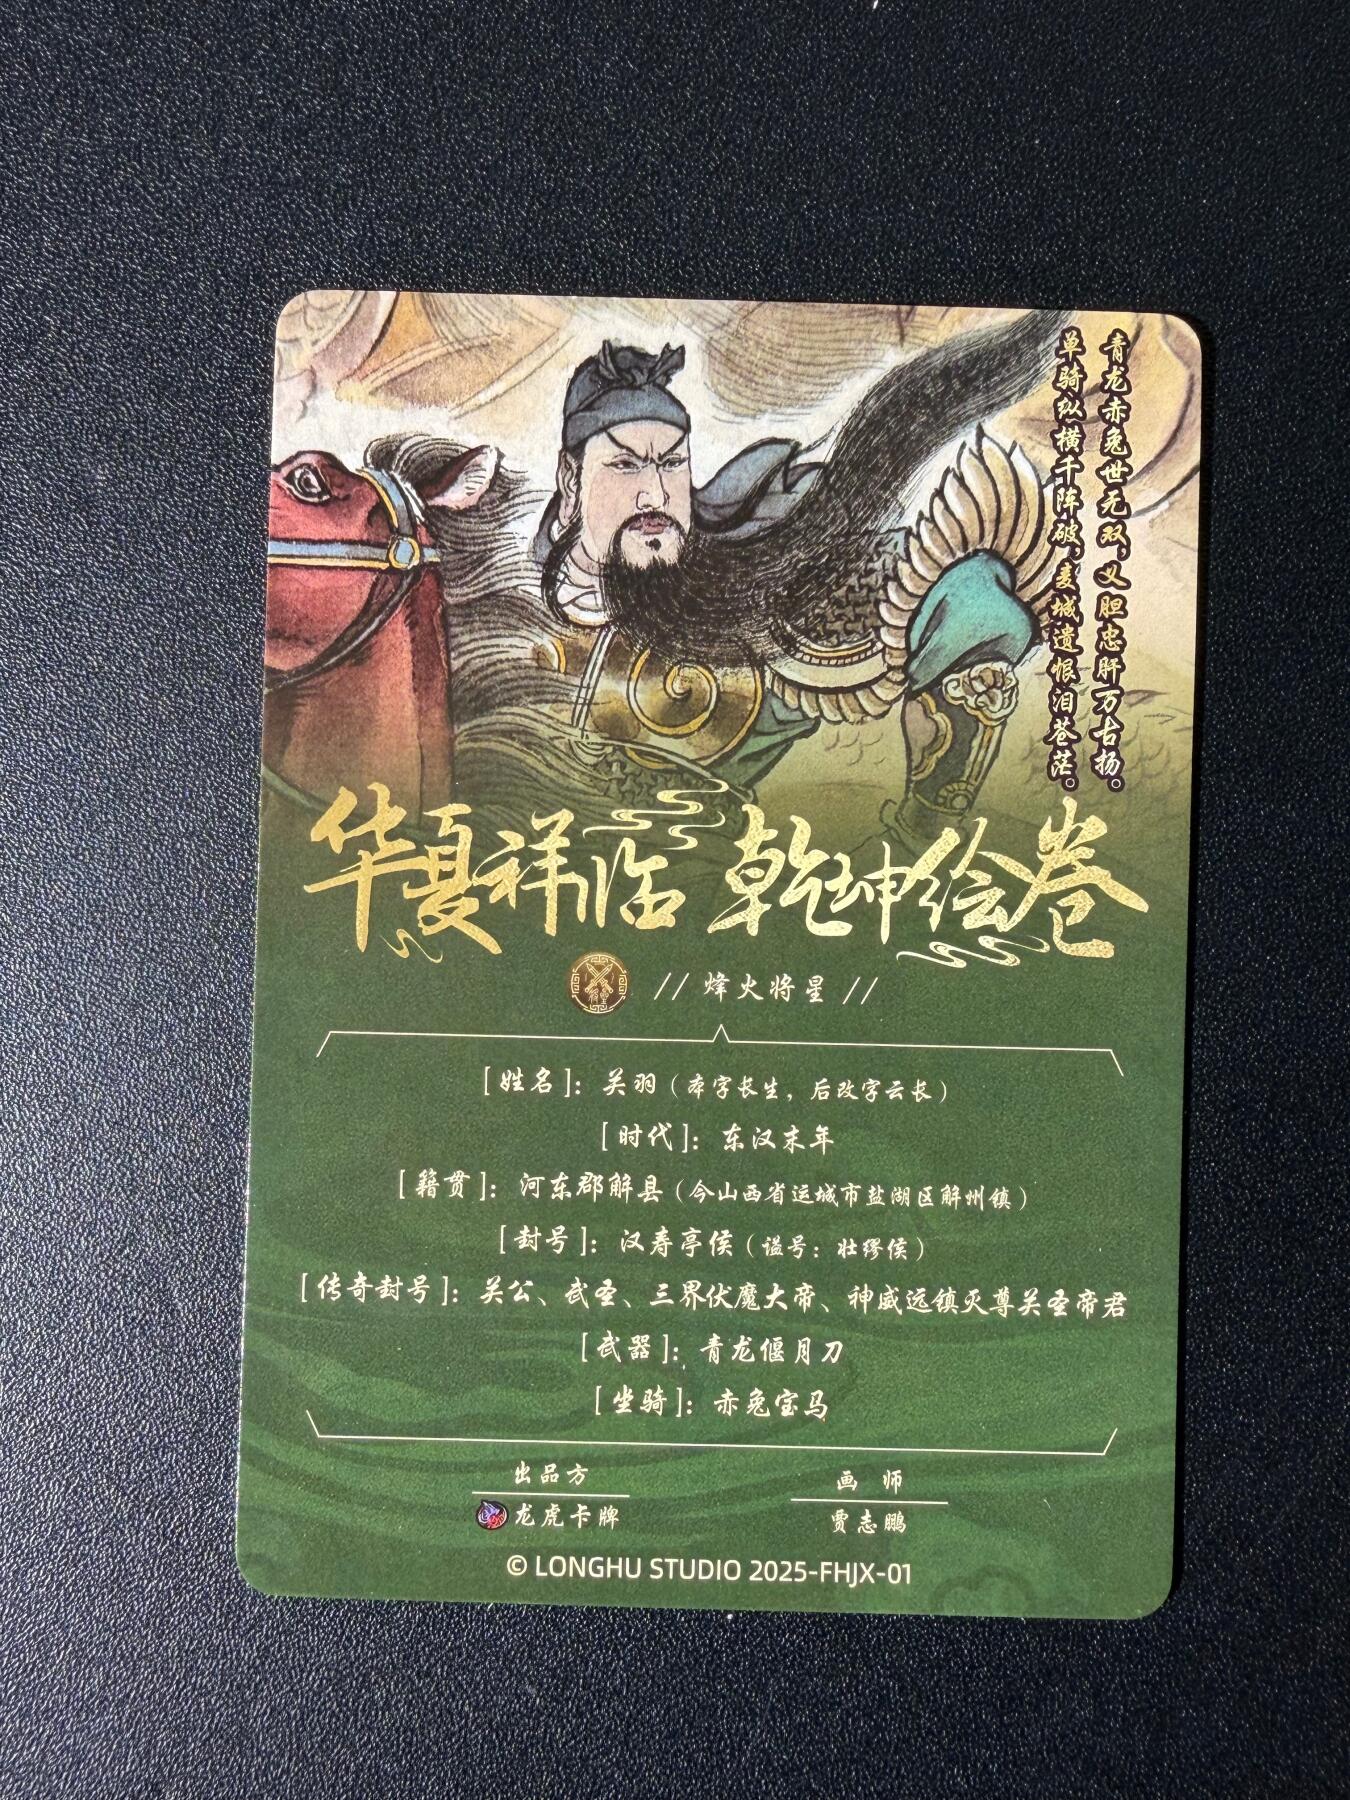 青龙赤兔世无双，义胆忠肝万古扬。
单骑纵横千阵破，麦城遗恨泪苍茫。
华夏祥临 乾坤绘卷
// 烽火将星 //
[姓名]：关羽（本字长生，后改字云长）
[时代]：东汉末年
[籍贯]：河东郡解县（今山西省运城市盐湖区解州镇）
[封号]：汉寿亭侯（谥号：壮缪侯）
[传奇封号]：关公、武圣、三界伏魔大帝、神威远镇天尊关圣帝君
[武器]：青龙偃月刀
[坐骑]：赤兔宝马
出品方
龙虎卡牌
画 师
贾志鹏
© LONGHU STUDIO 2025-FHJX-01